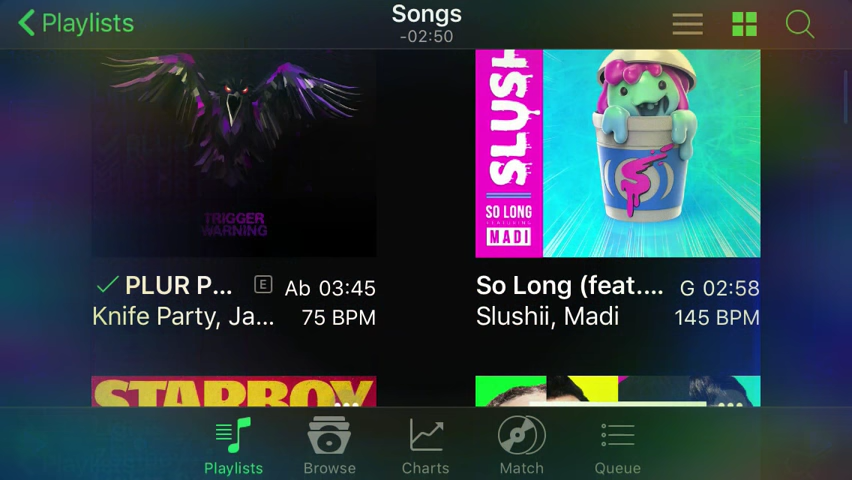 Playlists
Songs
-02:50
TRIGGER
WARNING
SLUSH
SO LONG
FEATURING
MADI
PLUR P... E Ab 03:45
Knife Party, Ja... 75 BPM
So Long (feat.... G 02:58
Slushii, Madi 145 BPM
STARBOY
Playlists
Browse
Charts
Match
Queue